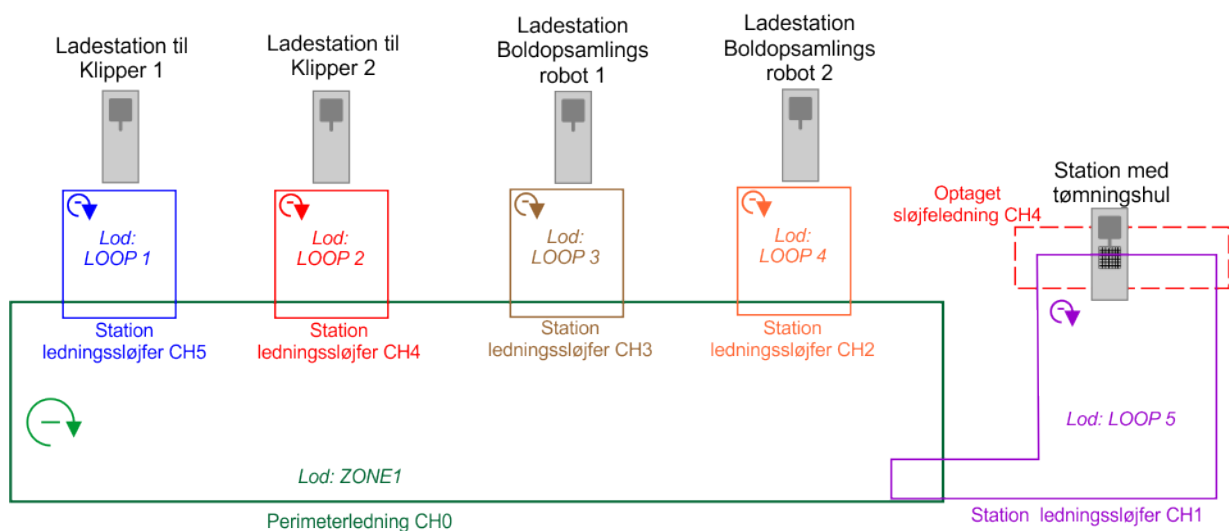 Ladestation til
Klipper 1
Ladestation til
Klipper 2
Ladestation
Boldopsamlings
robot 1
Ladestation
Boldopsamlings
robot 2
Station med
tømningshul
Optaget
sløjfeledning CH4
Lod:
LOOP 1
Lod:
LOOP 2
Lod:
LOOP 3
Lod:
LOOP 4
Station
ledningssløjfer CH5
Station
ledningssløjfer CH4
Station
ledningssløjfer CH3
Station
ledningssløjfer CH2
Lod: LOOP 5
Lod: ZONE1
Perimeterledning CH0
Station ledningssløjfer CH1